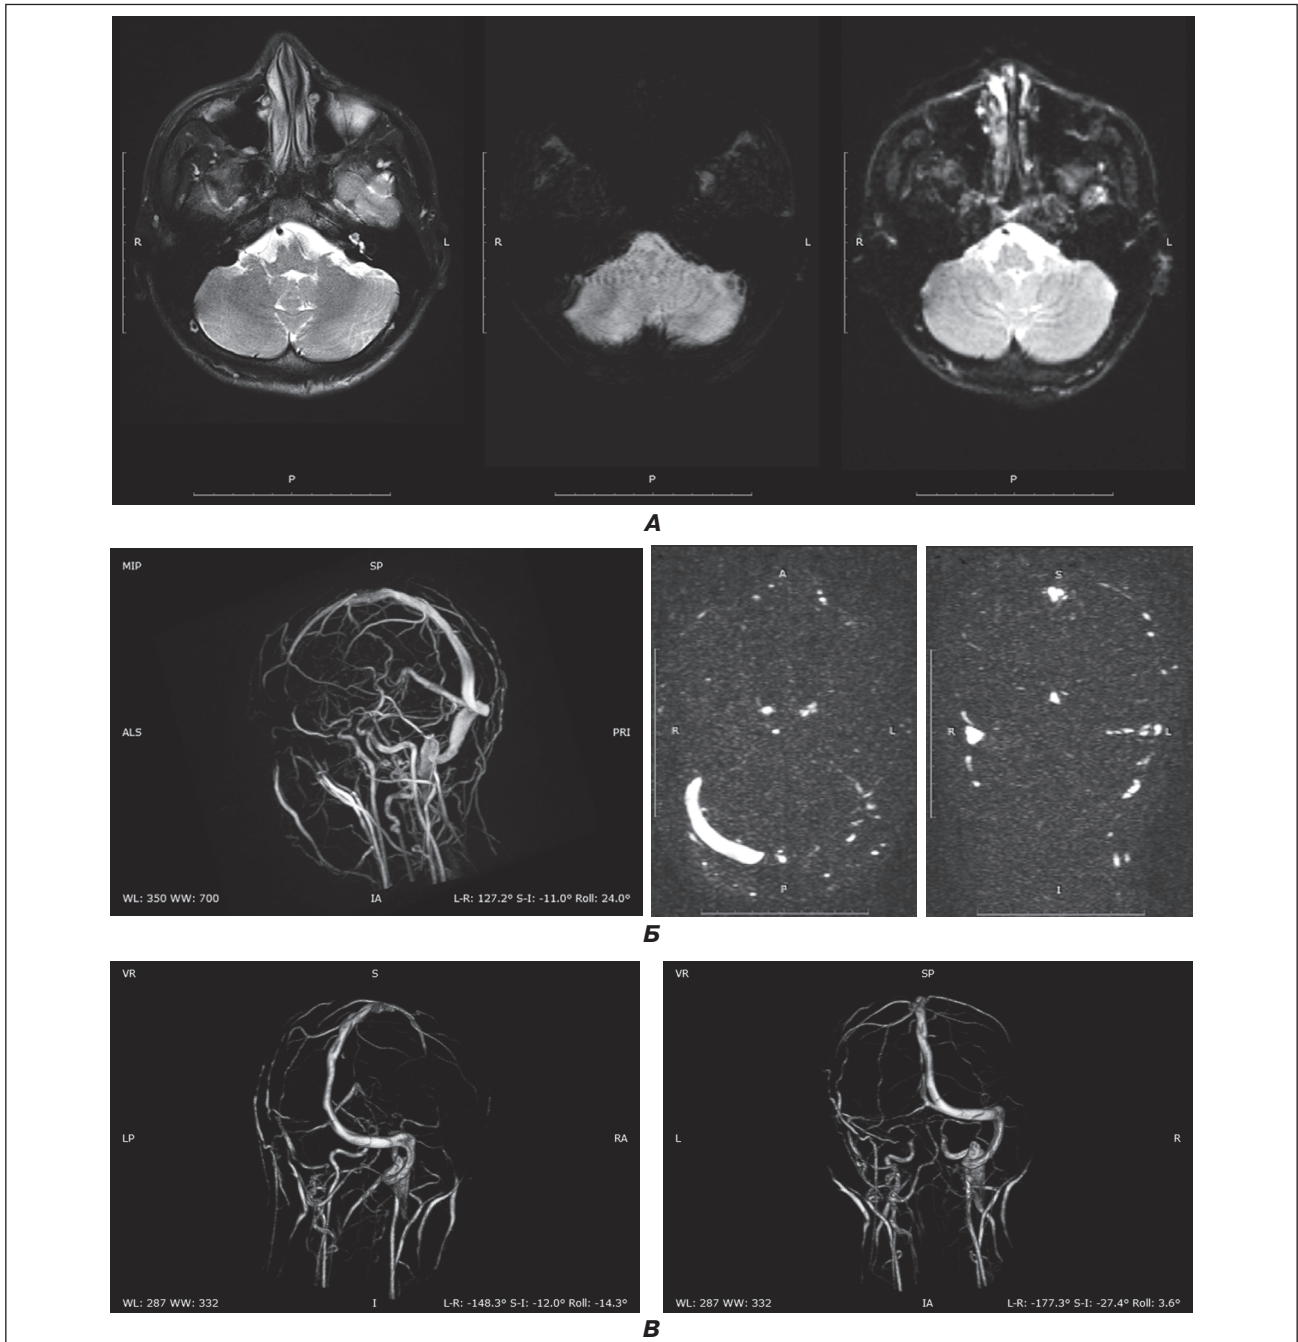 R L R L R L
P P P
А
MIP SP
A S
ALS PRI R L R L
WL: 350 WW: 700 IA L-R: 127.2° S-I: -11.0° Roll: 24.0° P I
Б
VR S VR SP
LP RA L R
WL: 287 WW: 332 I L-R: -148.3° S-I: -12.0° Roll: -14.3° WL: 287 WW: 332 IA L-R: -177.3° S-I: -27.4° Roll: 3.6°
В